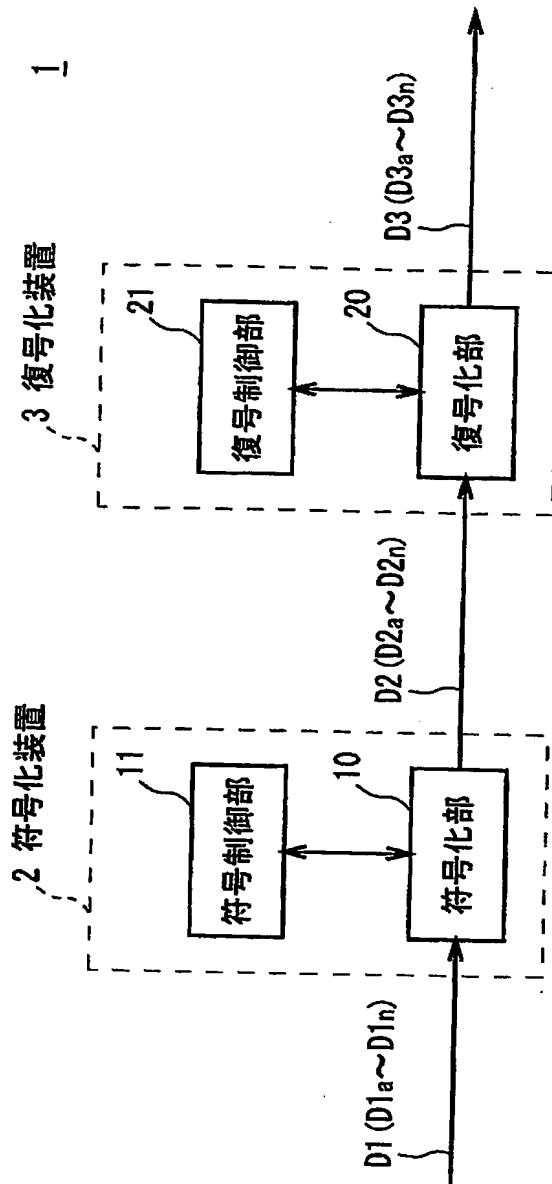 1
2 符号化装置
11
符号制御部
10
符号化部
D1(D1a～D1n)
D2(D2a～D2n)
3 復号化装置
21
復号制御部
20
復号化部
D3(D3a～D3n)